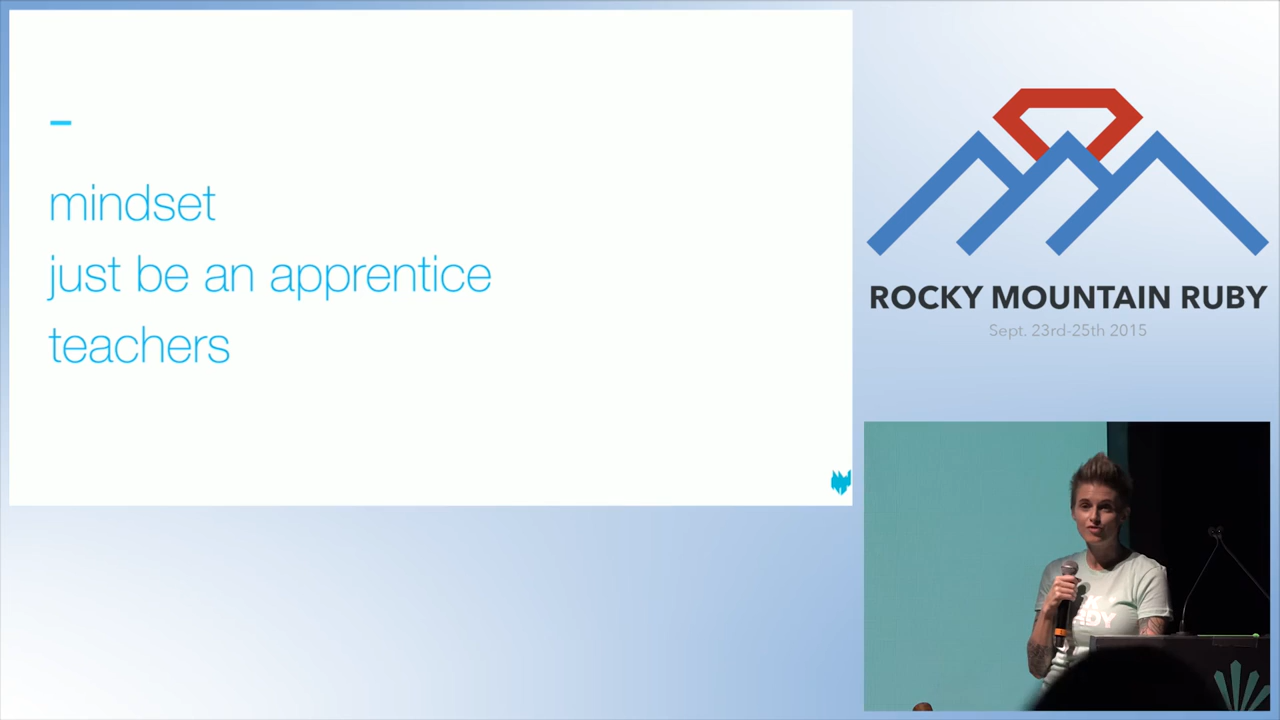 –
mindset
just be an apprentice
teachers
ROCKY MOUNTAIN RUBY
Sept. 23rd-25th 2015